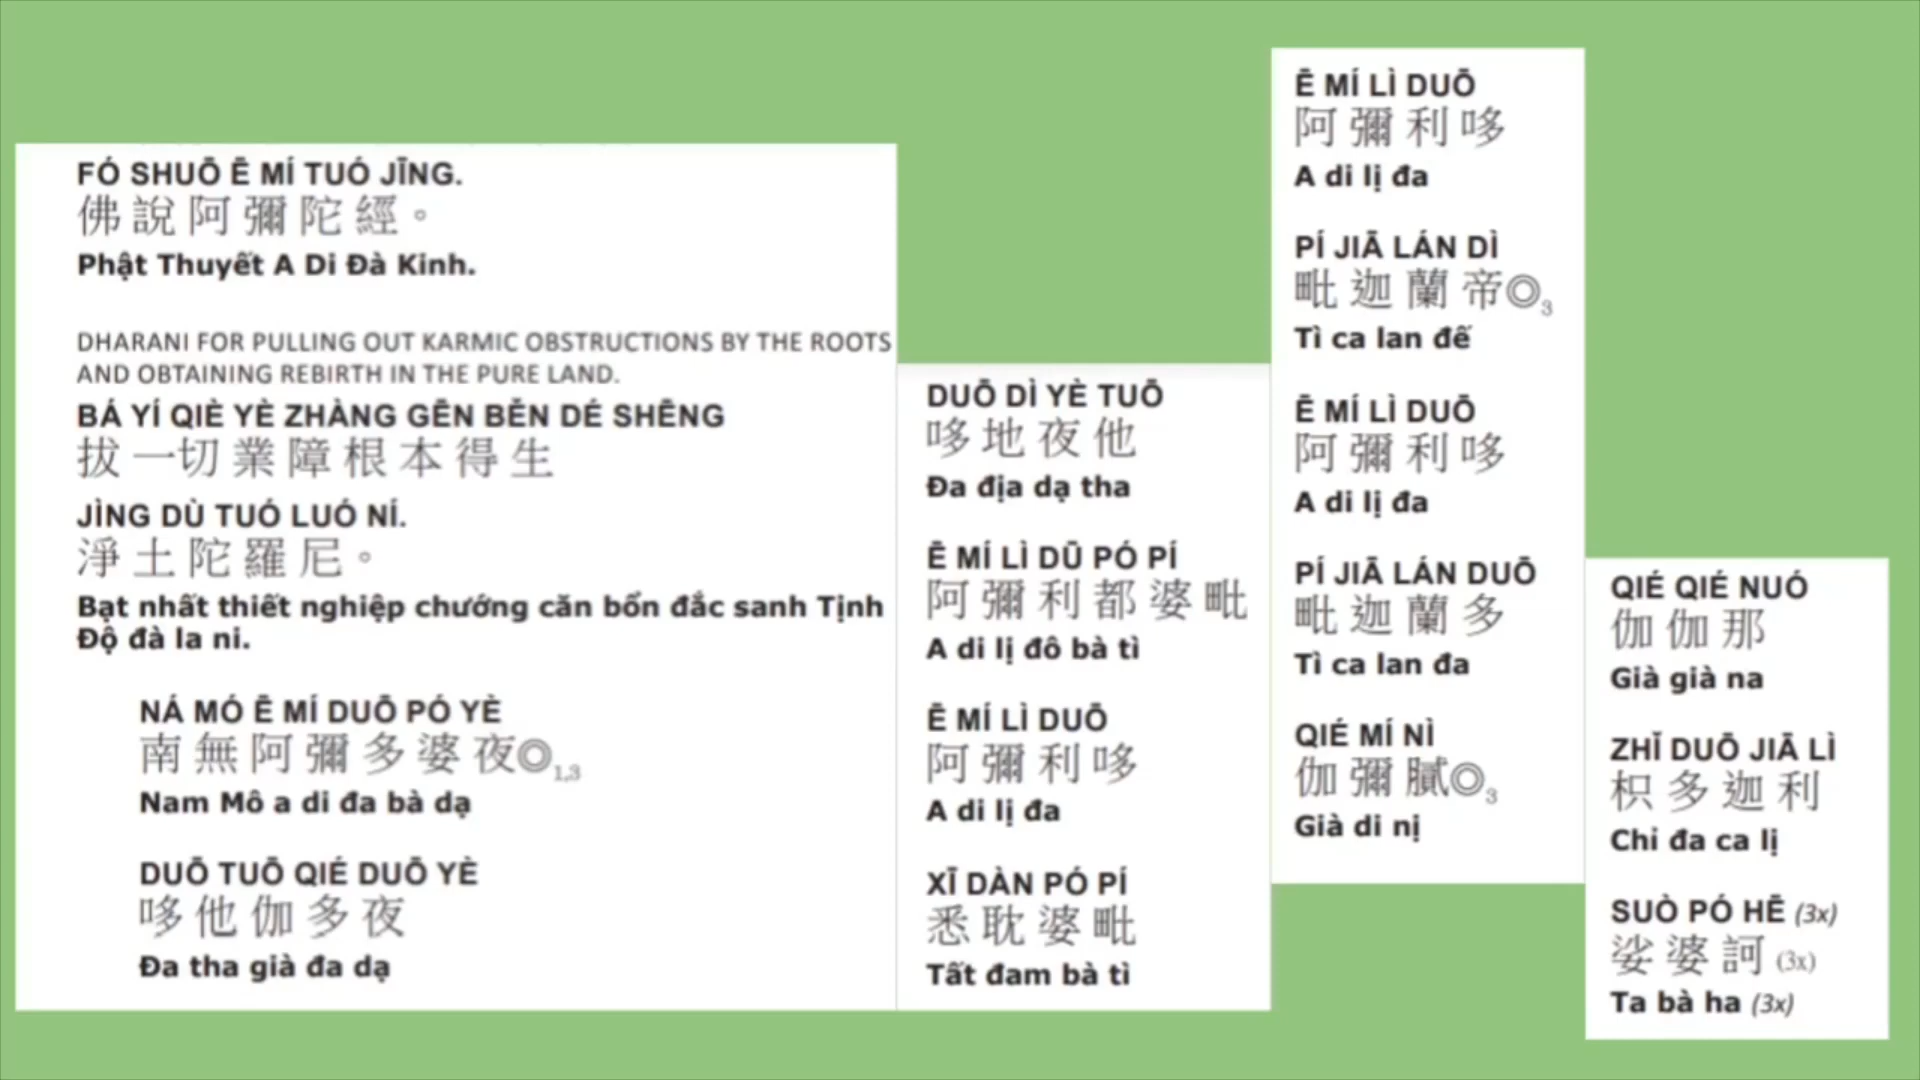 FÓ SHUŌ Ē MÍ TUÓ JĪNG.
佛說阿彌陀經。
Phật Thuyết A Di Đà Kinh.
DHARANI FOR PULLING OUT KARMIC OBSTRUCTIONS BY THE ROOTS
AND OBTAINING REBIRTH IN THE PURE LAND.
BÁ YÍ QIÈ YÈ ZHÀNG GĒN BĚN DÉ SHĒNG
拔一切業障根本得生
JÌNG DÙ TUÓ LUÓ NÍ.
淨土陀羅尼。
Bạt nhất thiết nghiệp chướng căn bổn đắc sanh Tịnh
Độ đà la ni.
NÁ MÓ Ē MÍ DUŌ PÓ YÈ
南無阿彌多婆夜◎1,3
Nam Mô a di đa bà dạ
DUŌ TUŌ QIÉ DUŌ YÈ
哆他伽多夜
Đa tha già đa dạ
DUŌ DÌ YÈ TUŌ
哆地夜他
Đa địa dạ tha
Ē MÍ LÌ DŪ PÓ PÍ
阿彌利都婆毗
A di lị đô bà tì
Ē MÍ LÌ DUŌ
阿彌利哆
A di lị đa
XĪ DÀN PÓ PÍ
悉耽婆毗
Tất đam bà tì
Ē MÍ LÌ DUŌ
阿彌利哆
A di lị đa
PÍ JIĀ LÁN DÌ
毗迦蘭帝◎3
Tì ca lan đế
Ē MÍ LÌ DUŌ
阿彌利哆
A di lị đa
PÍ JIĀ LÁN DUŌ
毗迦蘭多
Tì ca lan đa
QIÉ MÍ NÌ
伽彌膩◎3
Già di nị
QIÉ QIÉ NUÓ
伽伽那
Già già na
ZHǏ DUŌ JIĀ LÌ
枳多迦利
Chỉ đa ca lị
SUÒ PÓ HĒ (3x)
娑婆訶 (3x)
Ta bà ha (3x)